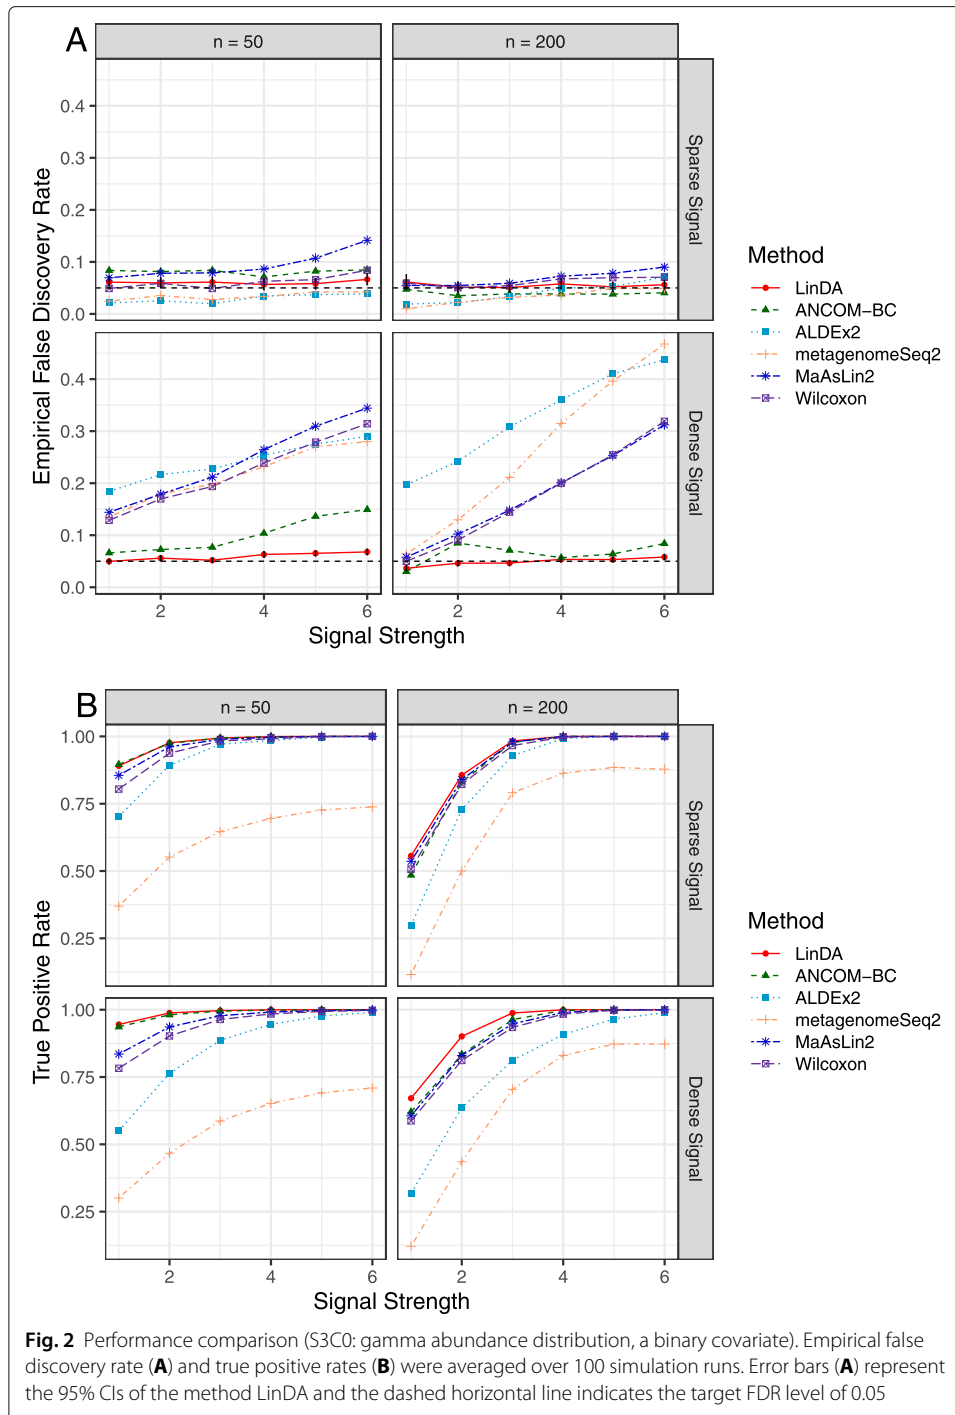 A
n = 50
n = 200
0.4
0.3
0.2
0.1
0.0
Sparse Signal
Empirical False Discovery Rate
0.4
0.3
0.2
0.1
0.0
Dense Signal
2
4
6
2
4
6
Signal Strength
Method
LinDA
ANCOM−BC
ALDEx2
metagenomeSeq2
MaAsLin2
Wilcoxon
B
n = 50
n = 200
1.00
0.75
0.50
0.25
Sparse Signal
True Positive Rate
1.00
0.75
0.50
0.25
Dense Signal
2
4
6
2
4
6
Signal Strength
Method
LinDA
ANCOM−BC
ALDEx2
metagenomeSeq2
MaAsLin2
Wilcoxon
Fig. 2 Performance comparison (S3C0: gamma abundance distribution, a binary covariate). Empirical false
discovery rate (A) and true positive rates (B) were averaged over 100 simulation runs. Error bars (A) represent
the 95% CIs of the method LinDA and the dashed horizontal line indicates the target FDR level of 0.05